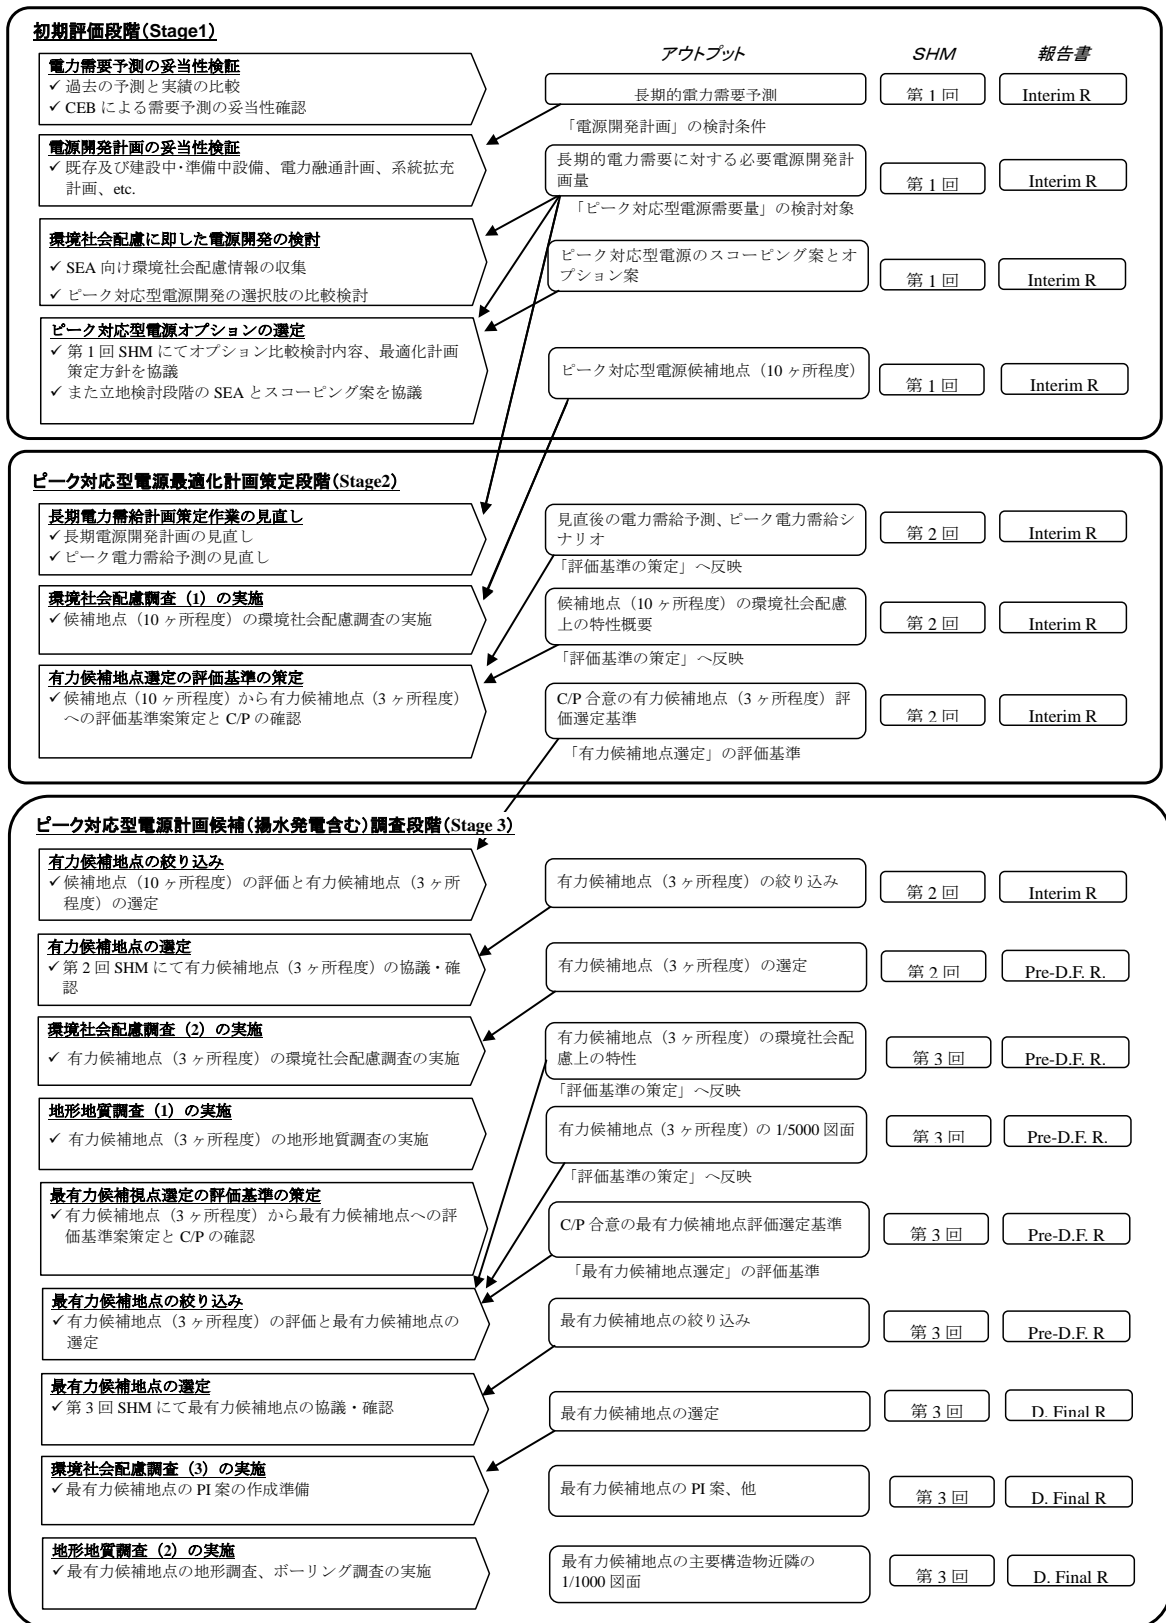 初期評価段階(Stage1)
アウトプット
SHM
報告書
電力需要予測の妥当性検証
✓ 過去の予測と実績の比較
✓ CEB による需要予測の妥当性確認
長期的電力需要予測
第 1 回
Interim R
「電源開発計画」の検討条件
電源開発計画の妥当性検証
✓ 既存及び建設中・準備中設備、電力融通計画、系統拡充
計画、etc.
長期的電力需要に対する必要電源開発計
画量
第 1 回
Interim R
「ピーク対応型電源需要量」の検討対象
環境社会配慮に即した電源開発の検討
✓ SEA 向け環境社会配慮情報の収集
✓ ピーク対応型電源開発の選択肢の比較検討
ピーク対応型電源のスコーピング案とオ
プション案
第 1 回
Interim R
ピーク対応型電源オプションの選定
✓ 第 1 回 SHM にてオプション比較検討内容、最適化計画
策定方針を協議
✓ また立地検討段階の SEA とスコーピング案を協議
ピーク対応型電源候補地点（10 ヶ所程度）
第 1 回
Interim R
ピーク対応型電源最適化計画策定段階(Stage2)
長期電力需給計画策定作業の見直し
✓ 長期電源開発計画の見直し
✓ ピーク電力需給予測の見直し
見直後の電力需給予測、ピーク電力需給シ
ナリオ
第 2 回
Interim R
「評価基準の策定」へ反映
環境社会配慮調査（1）の実施
✓ 候補地点（10 ヶ所程度）の環境社会配慮調査の実施
候補地点（10 ヶ所程度）の環境社会配慮
上の特性概要
第 2 回
Interim R
「評価基準の策定」へ反映
有力候補地点選定の評価基準の策定
✓ 候補地点（10 ヶ所程度）から有力候補地点（3 ヶ所程度）
への評価基準案策定と C/P の確認
C/P 合意の有力候補地点（3 ヶ所程度）評
価選定基準
第 2 回
Interim R
「有力候補地点選定」の評価基準
ピーク対応型電源計画候補(揚水発電含む)調査段階(Stage 3)
有力候補地点の絞り込み
✓ 候補地点（10 ヶ所程度）の評価と有力候補地点（3 ヶ所
程度）の選定
有力候補地点（3 ヶ所程度）の絞り込み
第 2 回
Interim R
有力候補地点の選定
✓ 第 2 回 SHM にて有力候補地点（3 ヶ所程度）の協議・確
認
有力候補地点（3 ヶ所程度）の選定
第 2 回
Pre-D.F. R.
環境社会配慮調査（2）の実施
✓ 有力候補地点（3 ヶ所程度）の環境社会配慮調査の実施
有力候補地点（3 ヶ所程度）の環境社会配
慮上の特性
第 3 回
Pre-D.F. R.
「評価基準の策定」へ反映
地形地質調査（1）の実施
✓ 有力候補地点（3 ヶ所程度）の地形地質調査の実施
有力候補地点（3 ヶ所程度）の 1/5000 図面
第 3 回
Pre-D.F. R.
「評価基準の策定」へ反映
最有力候補視点選定の評価基準の策定
✓ 有力候補地点（3 ヶ所程度）から最有力候補地点への評
価基準案策定と C/P の確認
C/P 合意の最有力候補地点評価選定基準
第 3 回
Pre-D.F. R
「最有力候補地点選定」の評価基準
最有力候補地点の絞り込み
✓ 有力候補地点（3 ヶ所程度）の評価と最有力候補地点の
選定
最有力候補地点の絞り込み
第 3 回
Pre-D.F. R
最有力候補地点の選定
✓ 第 3 回 SHM にて最有力候補地点の協議・確認
最有力候補地点の選定
第 3 回
D. Final R
環境社会配慮調査（3）の実施
✓ 最有力候補地点の PI 案の作成準備
最有力候補地点の PI 案、他
第 3 回
D. Final R
地形地質調査（2）の実施
✓ 最有力候補地点の地形調査、ボーリング調査の実施
最有力候補地点の主要構造物近隣の
1/1000 図面
第 3 回
D. Final R